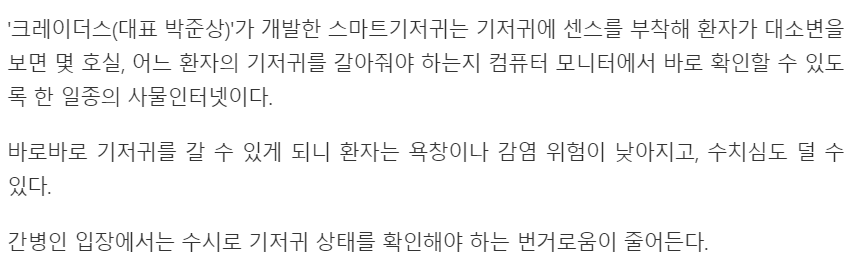 '크레이더스(대표 박준상)'가 개발한 스마트기저귀는 기저귀에 센스를 부착해 환자가 대소변을
보면 몇 호실, 어느 환자의 기저귀를 갈아줘야 하는지 컴퓨터 모니터에서 바로 확인할 수 있도
록 한 일종의 사물인터넷이다.
바로바로 기저귀를 갈 수 있게 되니 환자는 욕창이나 감염 위험이 낮아지고, 수치심도 덜 수
있다.
간병인 입장에서는 수시로 기저귀 상태를 확인해야 하는 번거로움이 줄어든다.